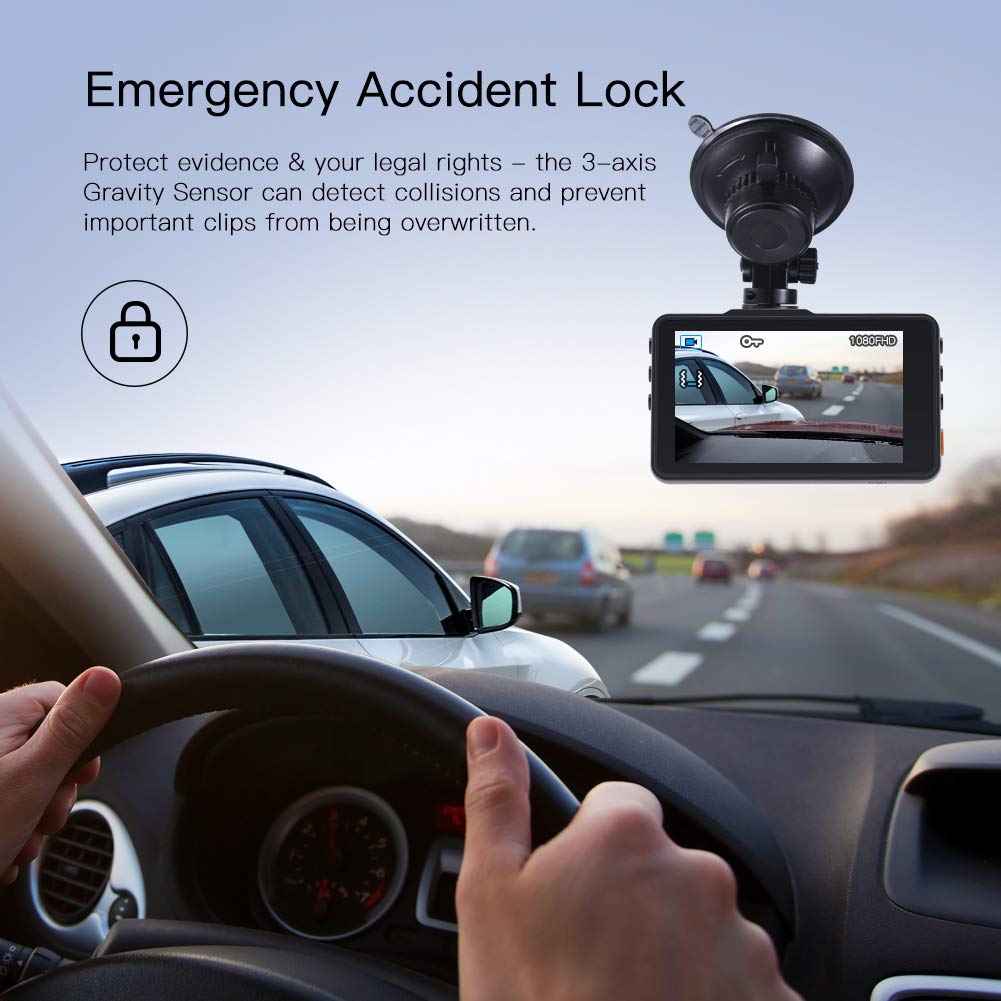 Emergency Accident Lock
Protect evidence & your legal rights – the 3-axis
Gravity Sensor can detect collisions and prevent
important clips from being overwritten.
1080FHD